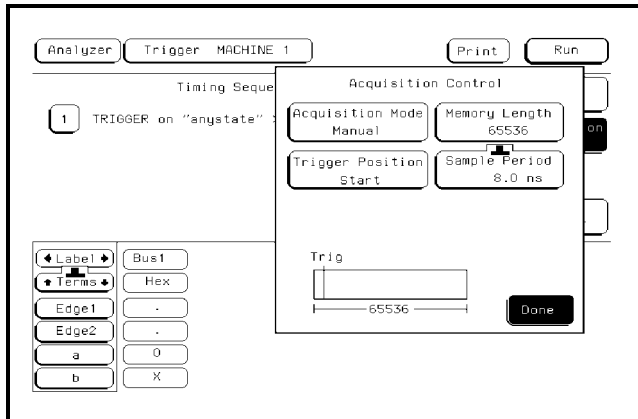 Analyzer Trigger MACHINE 1 Print Run
Timing Seque
1 TRIGGER on "anystate"
on
Acquisition Control
Acquisition Mode
Manual
Memory Length
65536
Trigger Position
Start
Sample Period
8.0 ns
Trig
65536
Done
Label Bus1
Terms Hex
Edge1 .
Edge2 .
a 0
b X